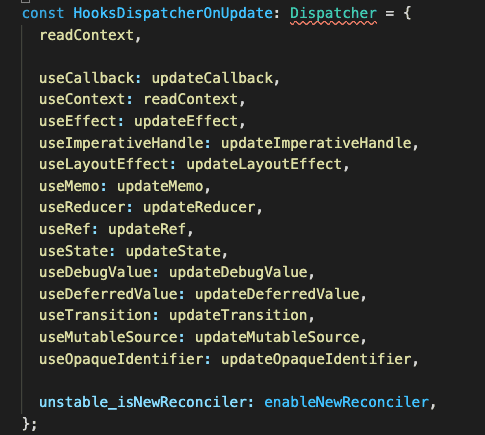 const HooksDispatcherOnUpdate: Dispatcher = {
readContext,
useCallback: updateCallback,
useContext: readContext,
useEffect: updateEffect,
useImperativeHandle: updateImperativeHandle,
useLayoutEffect: updateLayoutEffect,
useMemo: updateMemo,
useReducer: updateReducer,
useRef: updateRef,
useState: updateState,
useDebugValue: updateDebugValue,
useDeferredValue: updateDeferredValue,
useTransition: updateTransition,
useMutableSource: updateMutableSource,
useOpaqueIdentifier: updateOpaqueIdentifier,
unstable_isNewReconciler: enableNewReconciler,
};